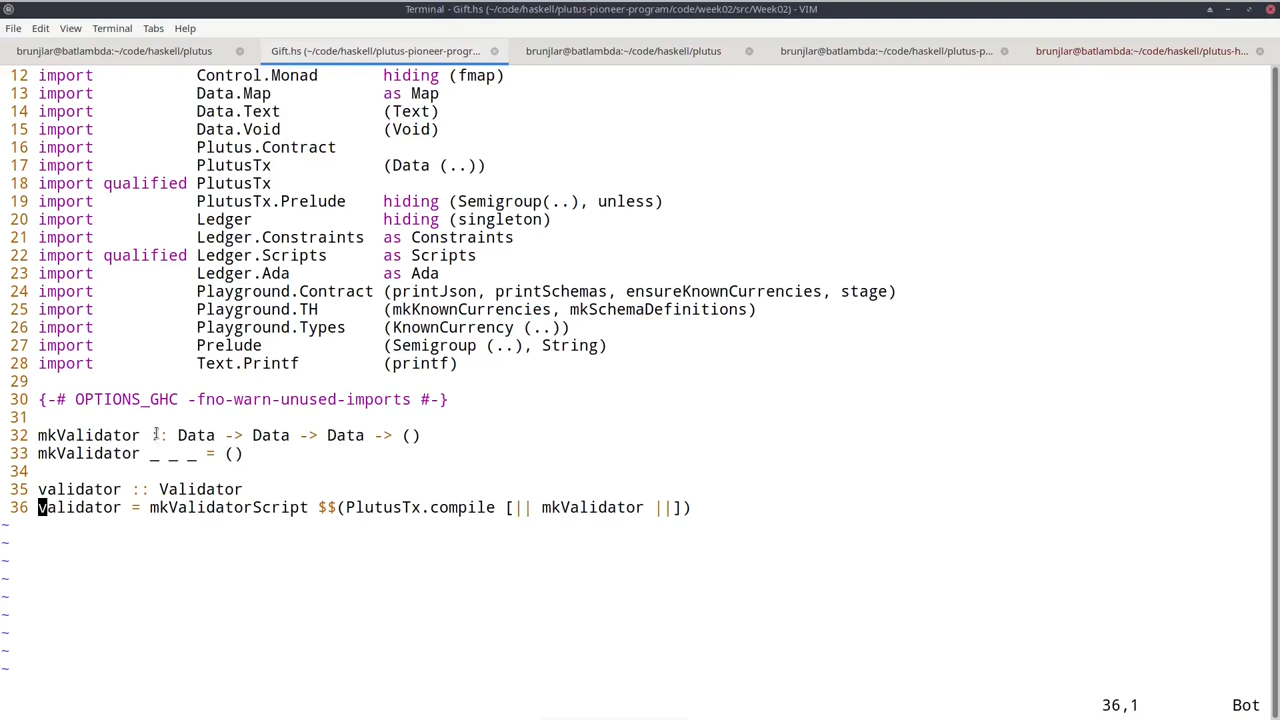 Terminal - Gift.hs (~/code/haskell/plutus-pioneer-program/code/week02/src/Week02) - VIM
File Edit View Terminal Tabs Help
brunjlar@batlambda:~/code/haskell/plutus Gift.hs (~/code/haskell/plutus-pioneer-progr... brunjlar@batlambda:~/code/haskell/plutus brunjlar@batlambda:~/code/haskell/plutus-p... brunjlar@batlambda:~/code/haskell/plutus-h...
12 import Control.Monad hiding (fmap)
13 import Data.Map as Map
14 import Data.Text (Text)
15 import Data.Void (Void)
16 import Plutus.Contract
17 import PlutusTx (Data (..))
18 import qualified PlutusTx
19 import PlutusTx.Prelude hiding (Semigroup(..), unless)
20 import Ledger hiding (singleton)
21 import Ledger.Constraints as Constraints
22 import qualified Ledger.Scripts as Scripts
23 import Ledger.Ada as Ada
24 import Playground.Contract (printJson, printSchemas, ensureKnownCurrencies, stage)
25 import Playground.TH (mkKnownCurrencies, mkSchemaDefinitions)
26 import Playground.Types (KnownCurrency (..))
27 import Prelude (Semigroup (..), String)
28 import Text.Printf (printf)
29
30 {-# OPTIONS_GHC -fno-warn-unused-imports #-}
31
32 mkValidator :: Data -> Data -> Data -> ()
33 mkValidator _ _ _ = ()
34
35 validator :: Validator
36 validator = mkValidatorScript $$(PlutusTx.compile [|| mkValidator ||])
~
~
~
~
~
~
~
~
~
36,1 Bot